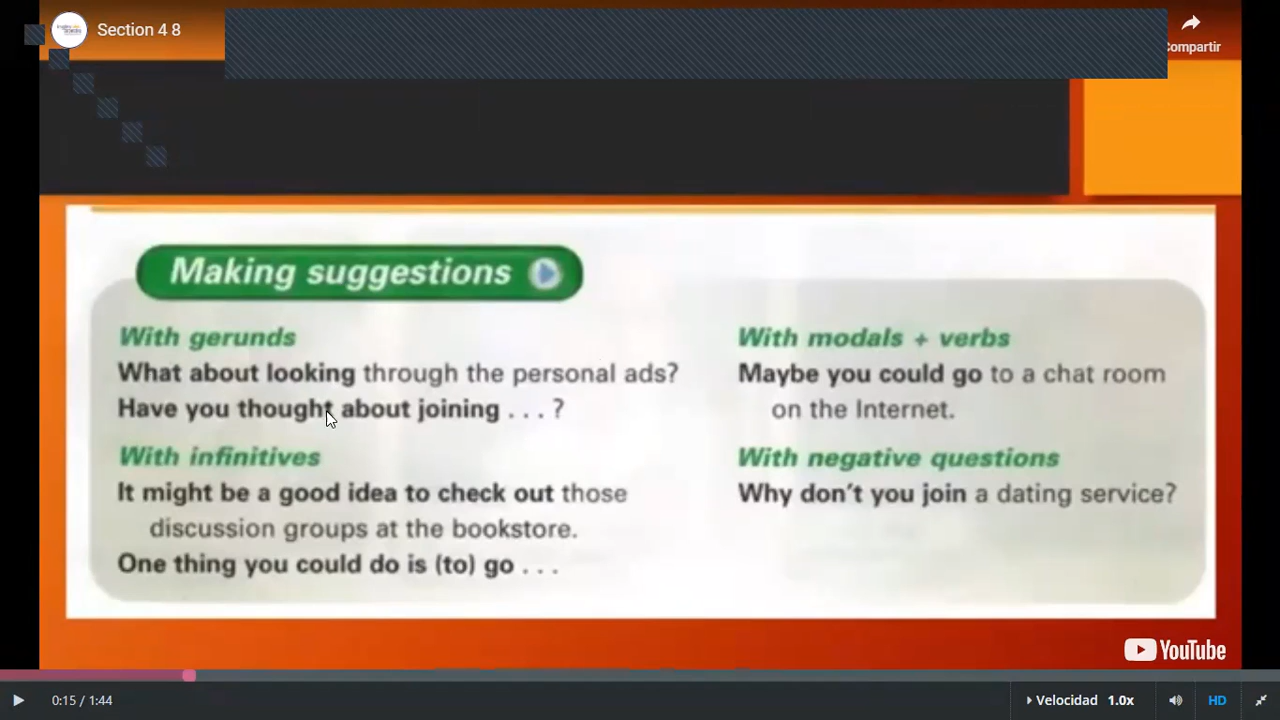 Section 4 8
Compartir
Making suggestions
With gerunds
What about looking through the personal ads?
Have you thought about joining . . . ?
With infinitives
It might be a good idea to check out those
discussion groups at the bookstore.
One thing you could do is (to) go . . .
With modals + verbs
Maybe you could go to a chat room
on the Internet.
With negative questions
Why don't you join a dating service?
YouTube
0:15 / 1:44
Velocidad 1.0x
HD